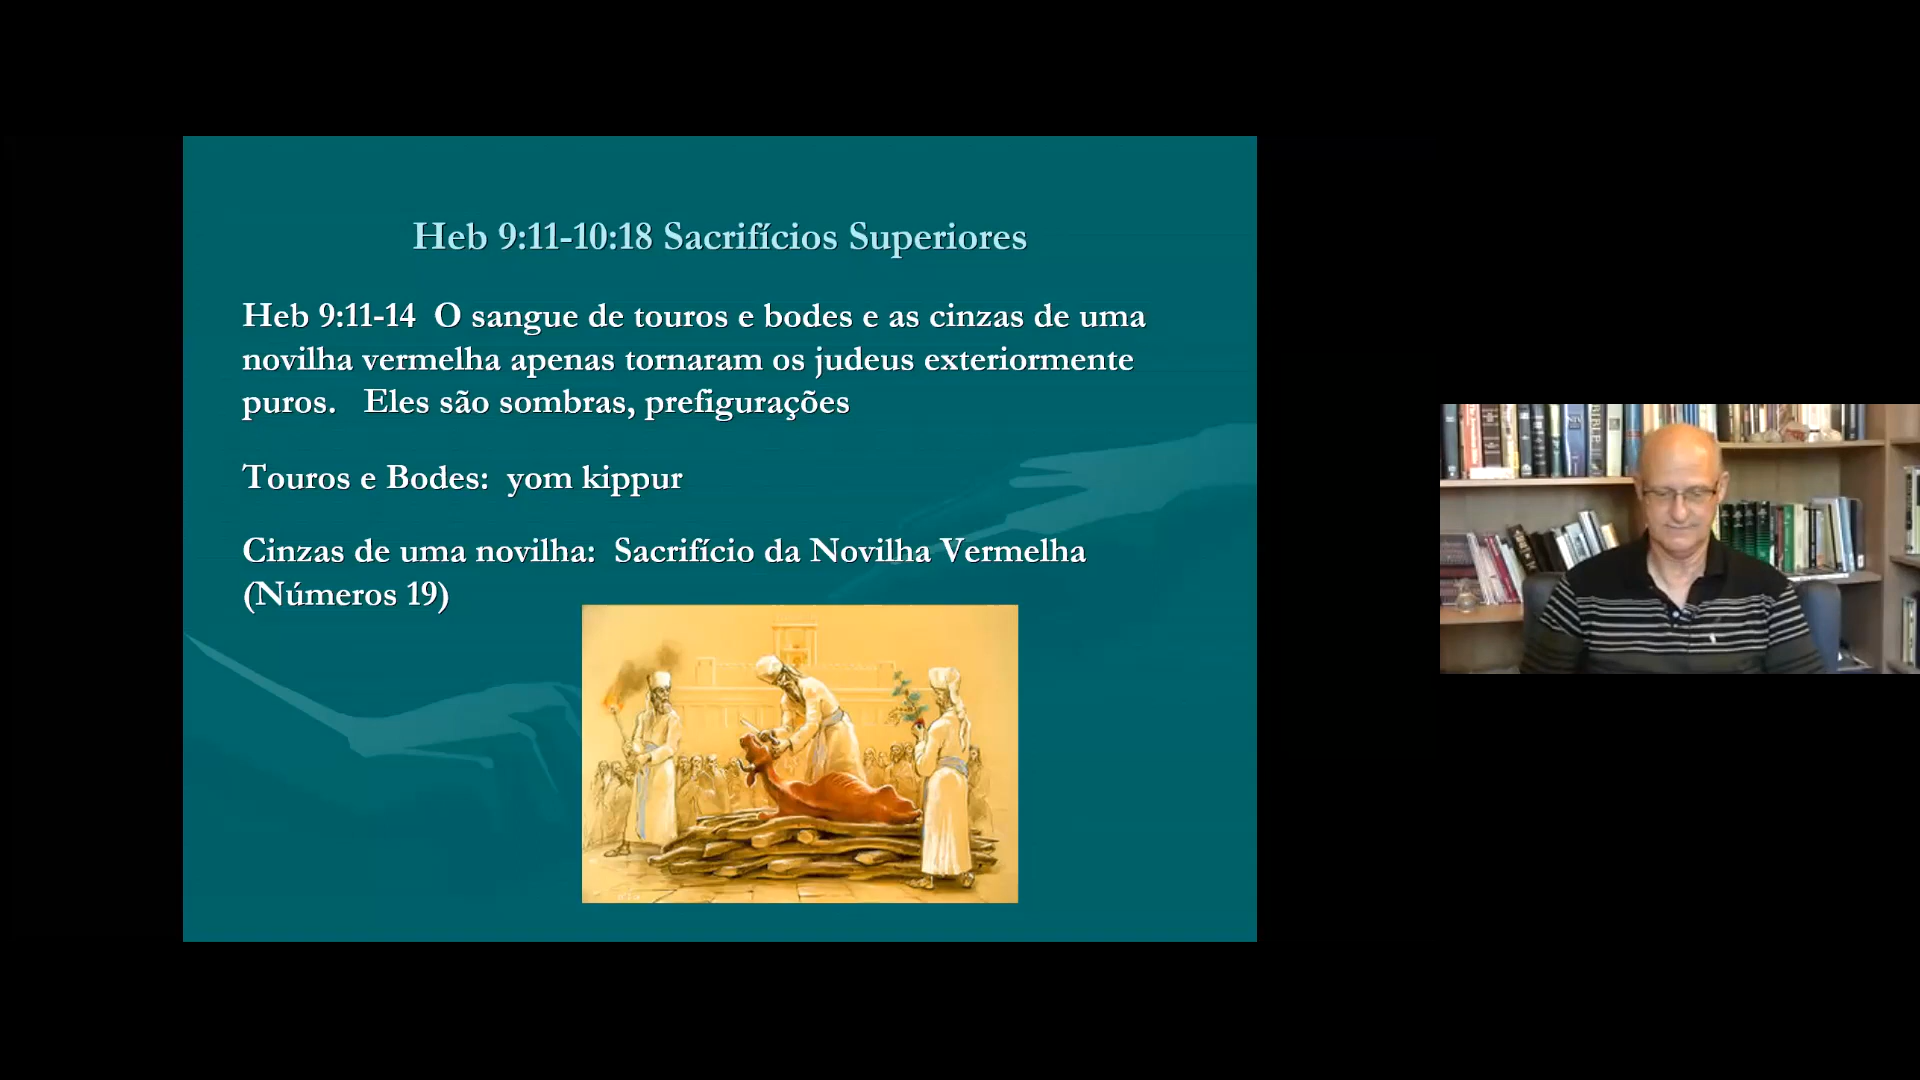 Heb 9:11-10:18 Sacrifícios Superiores
Heb 9:11-14  O sangue de touros e bodes e as cinzas de uma
novilha vermelha apenas tornaram os judeus exteriormente
puros.   Eles são sombras, prefigurações
Touros e Bodes:  yom kippur
Cinzas de uma novilha:  Sacrifício da Novilha Vermelha
(Números 19)